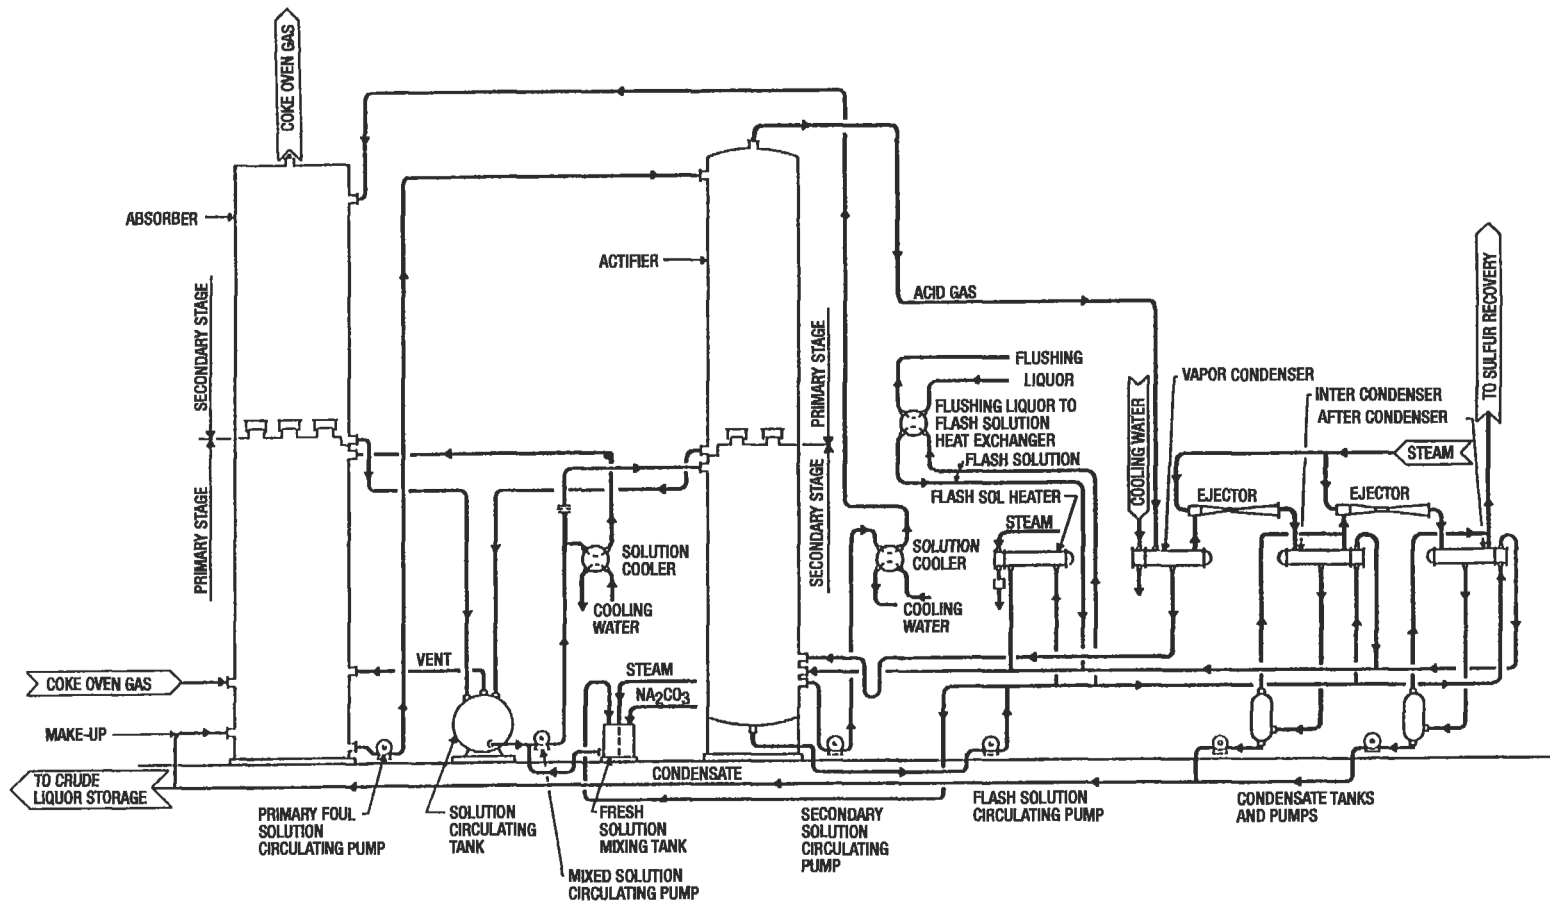 COKE OVEN GAS
ABSORBER
SECONDARY STAGE
PRIMARY STAGE
COKE OVEN GAS
MAKE-UP
TO CRUDE
LIQUOR STORAGE
VENT
ACTIFIER
PRIMARY STAGE
SECONDARY STAGE
ACID GAS
FLUSHING
LIQUOR
FLUSHING LIQUOR TO
FLASH SOLUTION
HEAT EXCHANGER
FLASH SOLUTION
FLASH SOL HEATER
STEAM
SOLUTION
COOLER
COOLING
WATER
SOLUTION
COOLER
COOLING
WATER
STEAM
NA2CO3
COOLING WATER
VAPOR CONDENSER
INTER CONDENSER
AFTER CONDENSER
TO SULFUR RECOVERY
STEAM
EJECTOR
EJECTOR
CONDENSATE
PRIMARY FOUL
SOLUTION
CIRCULATING PUMP
SOLUTION
CIRCULATING
TANK
MIXED SOLUTION
CIRCULATING PUMP
FRESH
SOLUTION
MIXING TANK
SECONDARY
SOLUTION
CIRCULATING
PUMP
FLASH SOLUTION
CIRCULATING PUMP
CONDENSATE TANKS
AND PUMPS